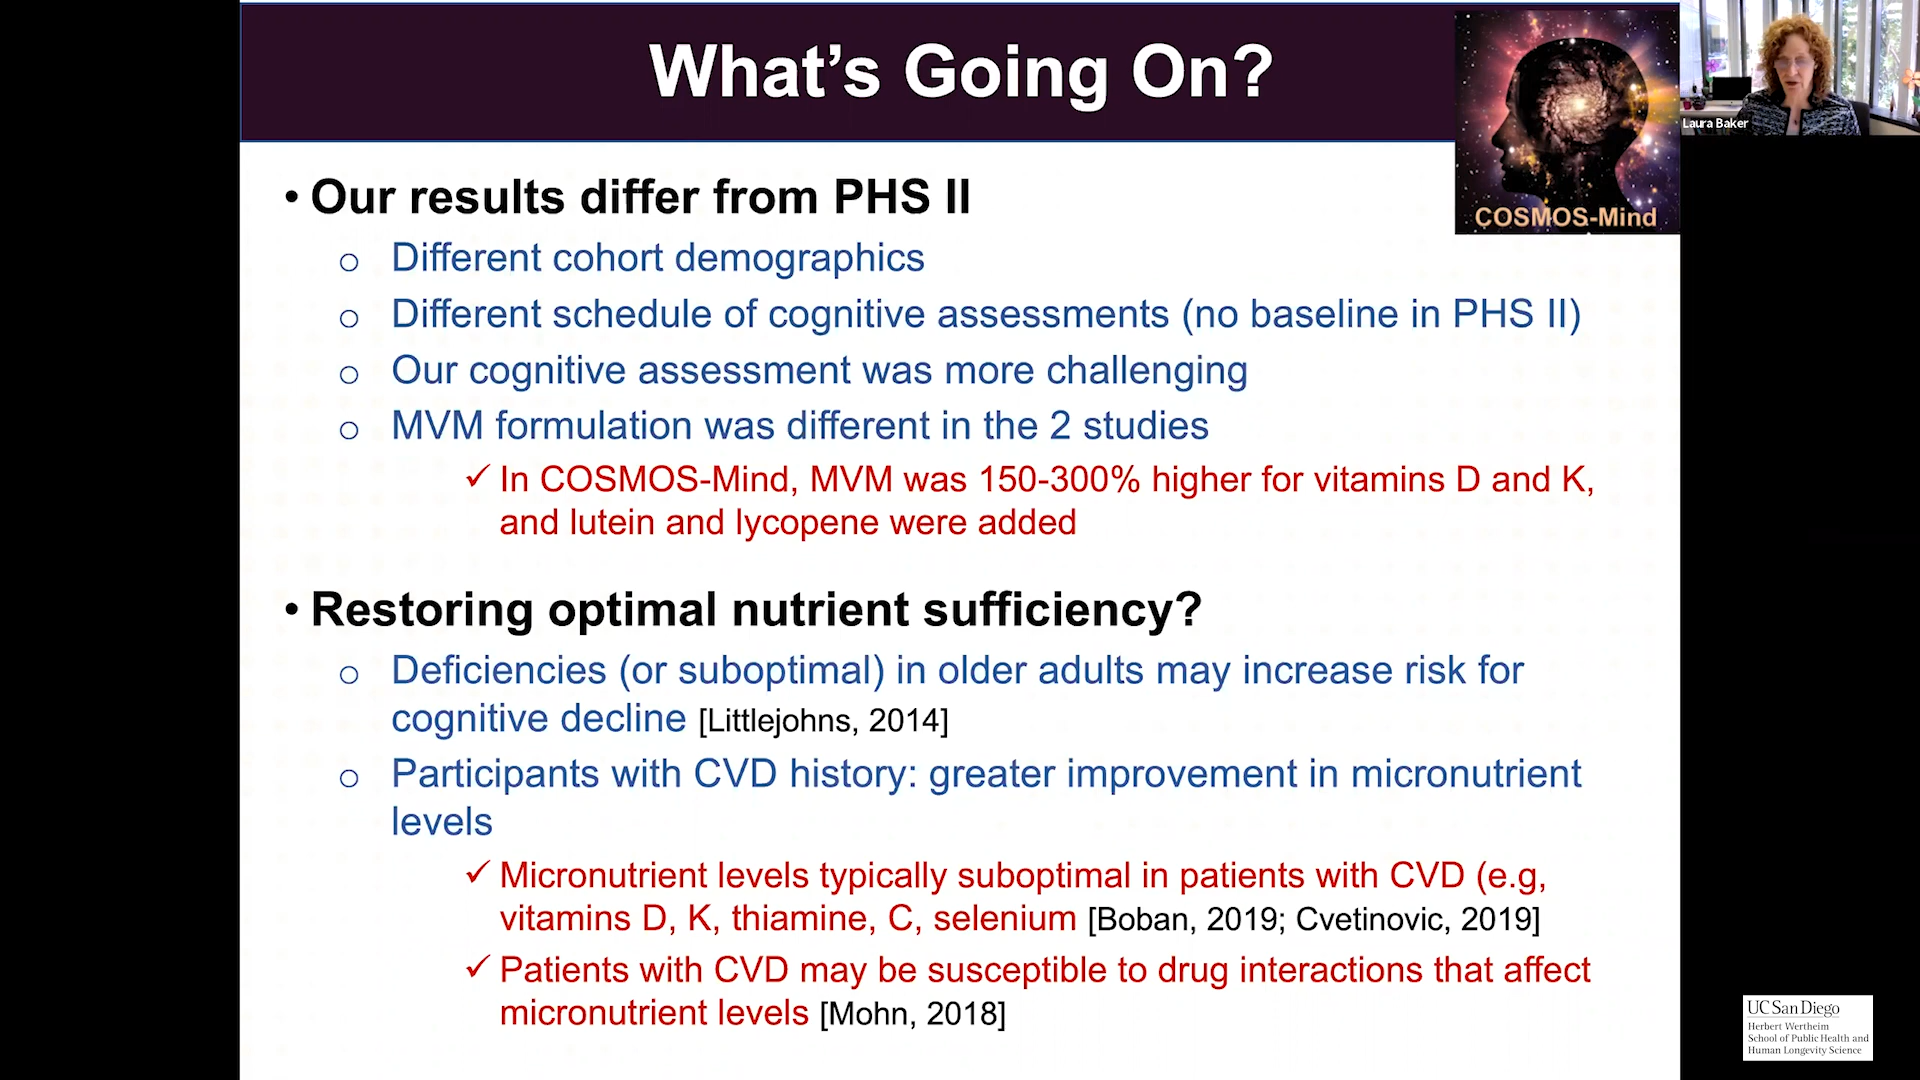 What's Going On?
COSMOS-Mind
Laura Baker
• Our results differ from PHS II
o Different cohort demographics
o Different schedule of cognitive assessments (no baseline in PHS II)
o Our cognitive assessment was more challenging
o MVM formulation was different in the 2 studies
✓ In COSMOS-Mind, MVM was 150-300% higher for vitamins D and K,
and lutein and lycopene were added
• Restoring optimal nutrient sufficiency?
o Deficiencies (or suboptimal) in older adults may increase risk for
cognitive decline [Littlejohns, 2014]
o Participants with CVD history: greater improvement in micronutrient
levels
✓ Micronutrient levels typically suboptimal in patients with CVD (e.g,
vitamins D, K, thiamine, C, selenium [Boban, 2019; Cvetinovic, 2019]
✓ Patients with CVD may be susceptible to drug interactions that affect
micronutrient levels [Mohn, 2018]
UC San Diego
Herbert Wertheim
School of Public Health and
Human Longevity Science